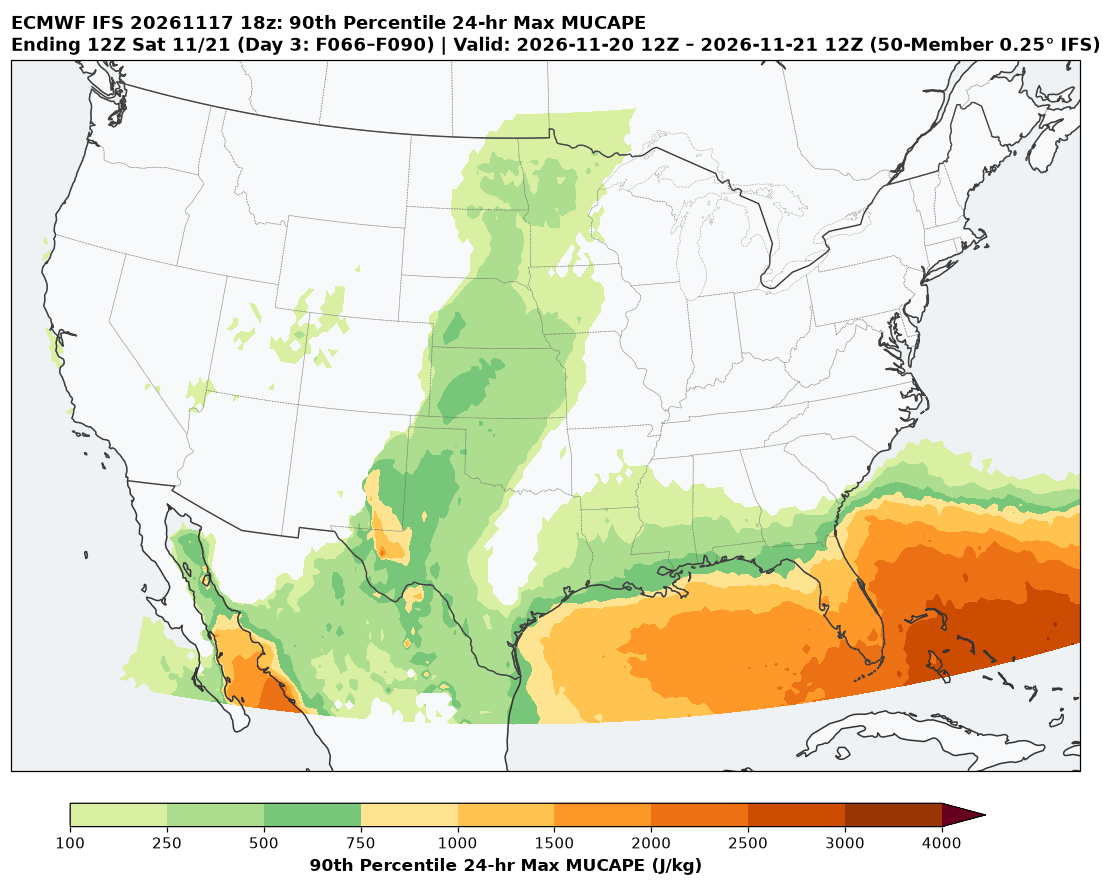 ECMWF IFS 20261117 18z: 90th Percentile 24-hr Max MUCAPE
Ending 12Z Sat 11/21 (Day 3: F066–F090) | Valid: 2026-11-20 12Z – 2026-11-21 12Z (50-Member 0.25° IFS)
100 250 500 750 1000 1500 2000 2500 3000 4000
90th Percentile 24-hr Max MUCAPE (J/kg)